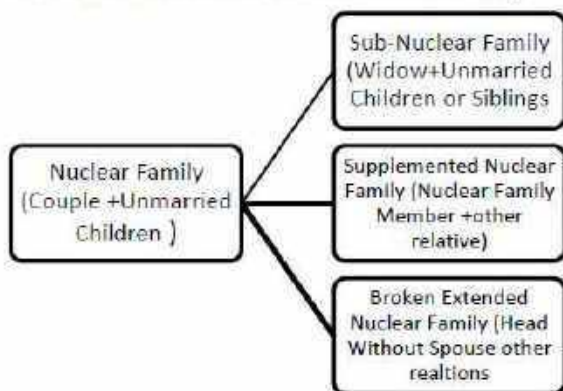 Sub-Nuclear Family
(Widow+Unmarried
Children or Siblings
Nuclear Family
(Couple +Unmarried
Children )
Supplemented Nuclear
Family (Nuclear Family
Member +other
relative)
Broken Extended
Nuclear Family (Head
Without Spouse other
realtions